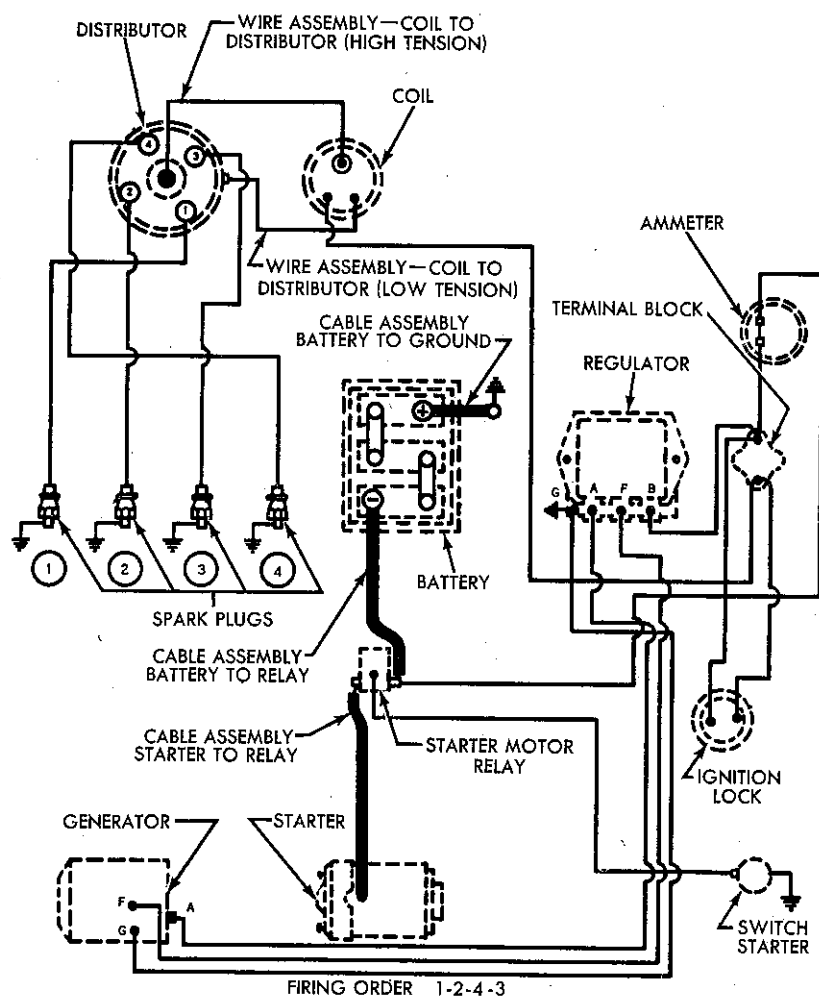 WIRE ASSEMBLY—COIL TO
DISTRIBUTOR (HIGH TENSION)
DISTRIBUTOR
COIL
4
3
2
1
AMMETER
WIRE ASSEMBLY—COIL TO
DISTRIBUTOR (LOW TENSION)
TERMINAL BLOCK
CABLE ASSEMBLY
BATTERY TO GROUND
REGULATOR
+
G
A
F
B
−
1
2
3
4
BATTERY
SPARK PLUGS
CABLE ASSEMBLY
BATTERY TO RELAY
CABLE ASSEMBLY
STARTER TO RELAY
STARTER MOTOR
RELAY
IGNITION
LOCK
GENERATOR
STARTER
F
A
G
SWITCH
STARTER
FIRING ORDER 1-2-4-3